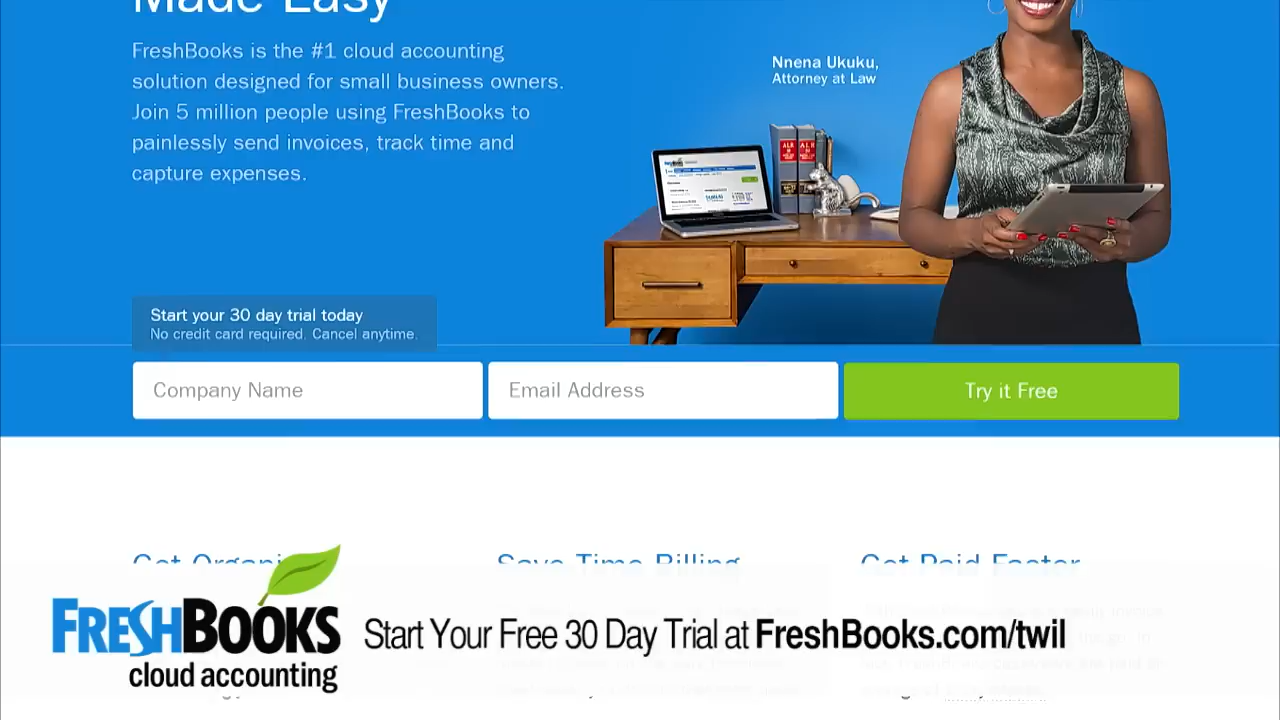 Made Easy
FreshBooks is the #1 cloud accounting
solution designed for small business owners.
Join 5 million people using FreshBooks to
painlessly send invoices, track time and
capture expenses.
Nnena Ukuku,
Attorney at Law
Start your 30 day trial today
No credit card required. Cancel anytime.
Company Name
Email Address
Try it Free
Get Organi
Save Time Billing
Get Paid Faster
FRESHBOOKS
cloud accounting
Start Your Free 30 Day Trial at FreshBooks.com/twil